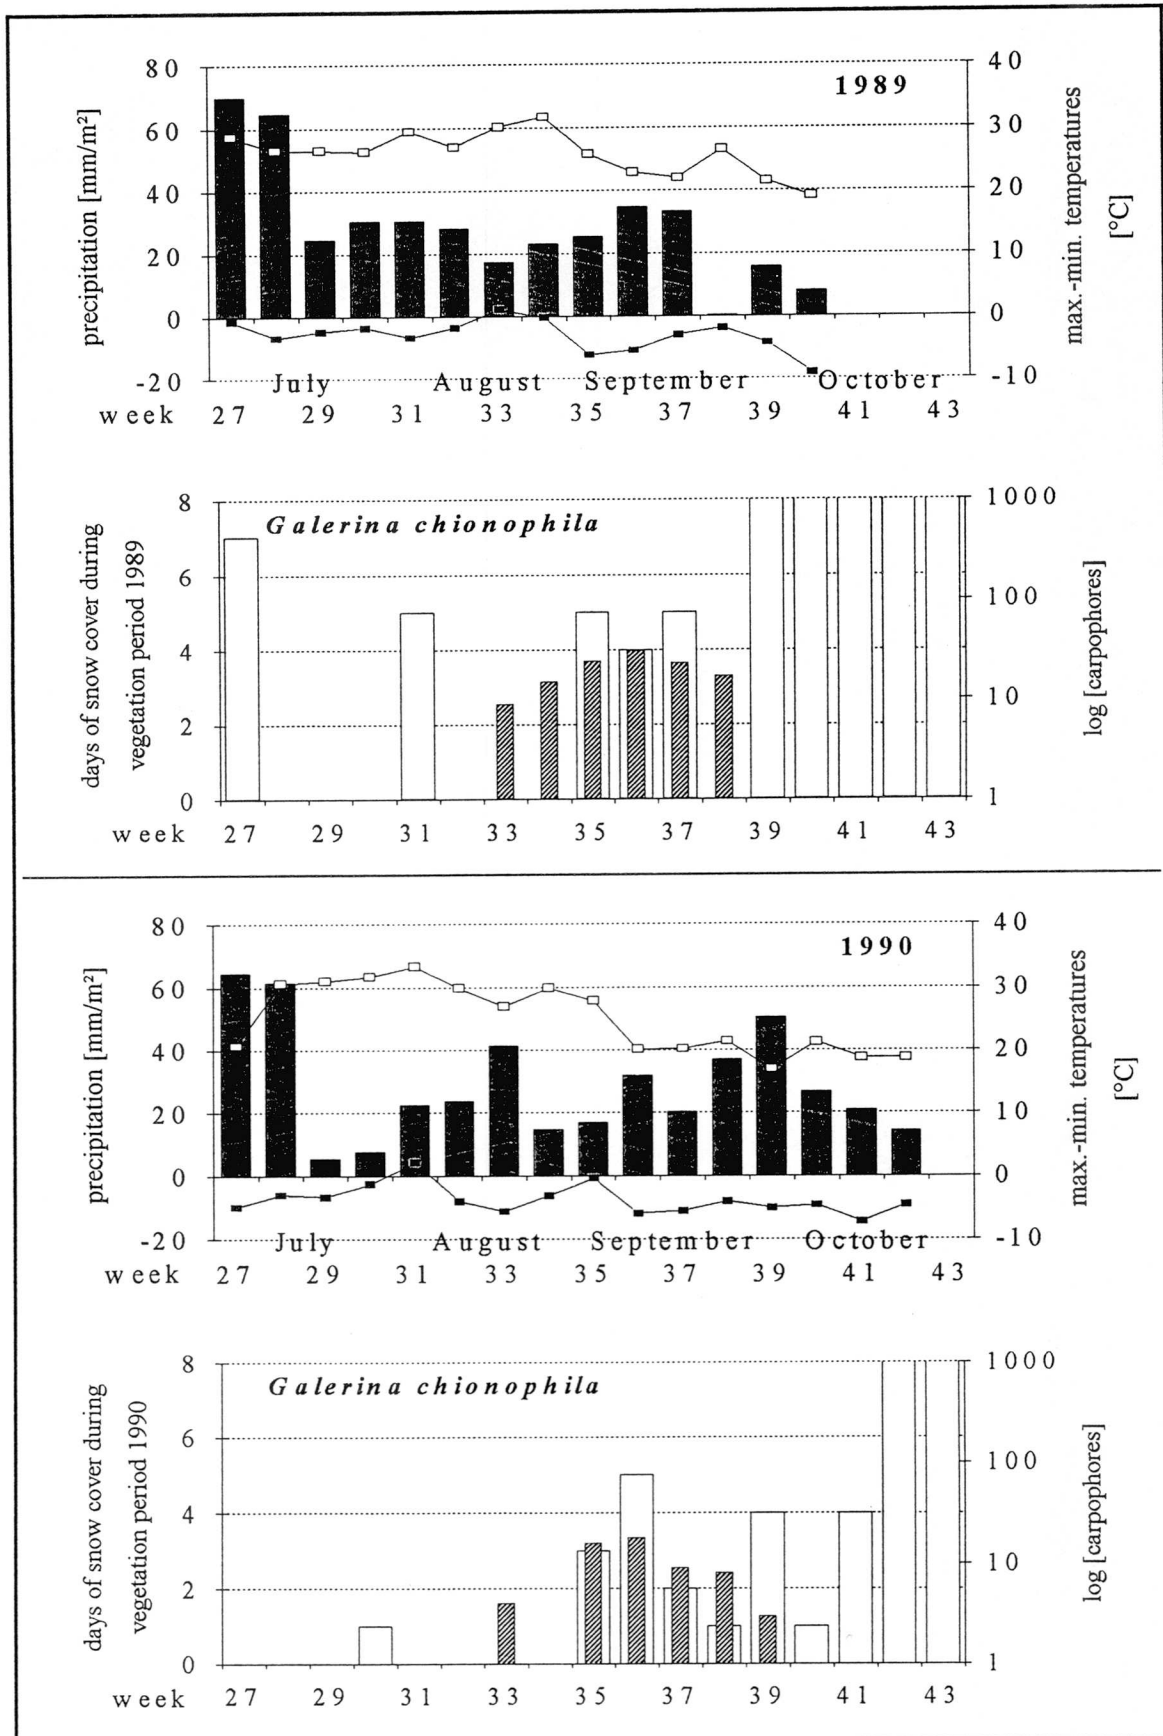 1989
precipitation [mm/m²]
80
60
40
20
0
-20
40
30
20
10
0
-10
max.-min. temperatures
[°C]
July August September October
week 27 29 31 33 35 37 39 41 43
Galerina chionophila
days of snow cover during
vegetation period 1989
8
6
4
2
0
1000
100
10
1
log [carpophores]
week 27 29 31 33 35 37 39 41 43
1990
precipitation [mm/m²]
80
60
40
20
0
-20
40
30
20
10
0
-10
max.-min. temperatures
[°C]
July August September October
week 27 29 31 33 35 37 39 41 43
Galerina chionophila
days of snow cover during
vegetation period 1990
8
6
4
2
0
1000
100
10
1
log [carpophores]
week 27 29 31 33 35 37 39 41 43